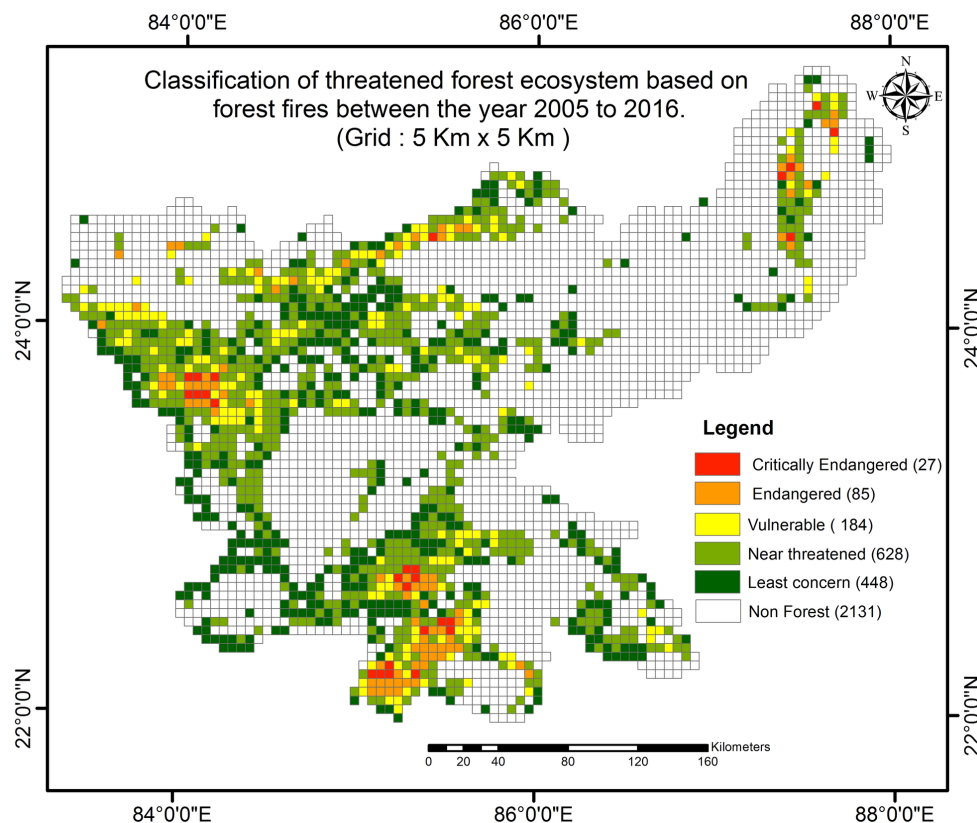 84°0'0"E 86°0'0"E 88°0'0"E
Classification of threatened forest ecosystem based on
forest fires between the year 2005 to 2016.
(Grid : 5 Km x 5 Km )
N
W E
S
24°0'0"N 24°0'0"N
Legend
Critically Endangered (27)
Endangered (85)
Vulnerable ( 184)
Near threatened (628)
Least concern (448)
Non Forest (2131)
22°0'0"N 22°0'0"N
Kilometers
0 20 40 80 120 160
84°0'0"E 86°0'0"E 88°0'0"E